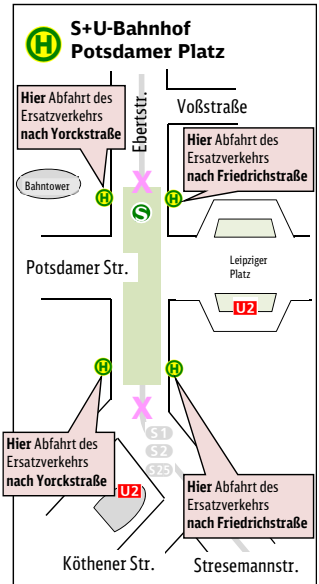 H
S+U-Bahnhof
Potsdamer Platz
Hier Abfahrt des
Ersatzverkehrs
nach Yorckstraße
Ebertstr.
Voßstraße
Hier Abfahrt des
Ersatzverkehrs
nach Friedrichstraße
Bahntower
H
X
H
S
Potsdamer Str.
Leipziger
Platz
U2
H
H
X
S1
S2
S25
Hier Abfahrt des
Ersatzverkehrs
nach Yorckstraße
U2
Hier Abfahrt des
Ersatzverkehrs
nach Friedrichstraße
Köthener Str.
Stresemannstr.